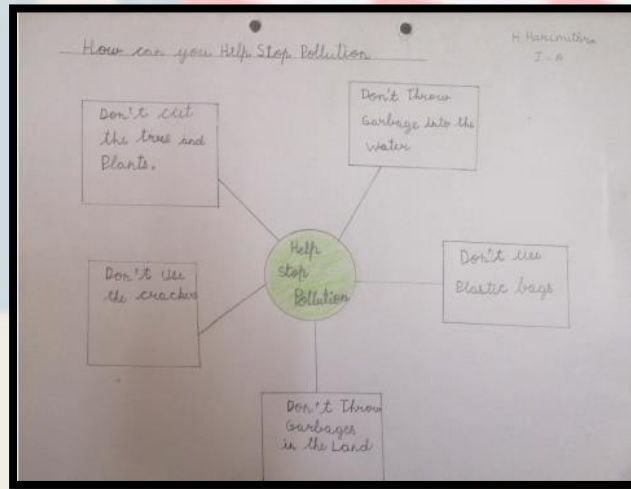 How can you Help Stop Pollution
H Harimithra
I - A
Don't cut
the trees and
Plants.
Don't Throw
Garbage into the
water
Help
stop
Pollution
Don't use
the crackers
Don't use
Plastic bags
Don't Throw
Garbages
in the Land